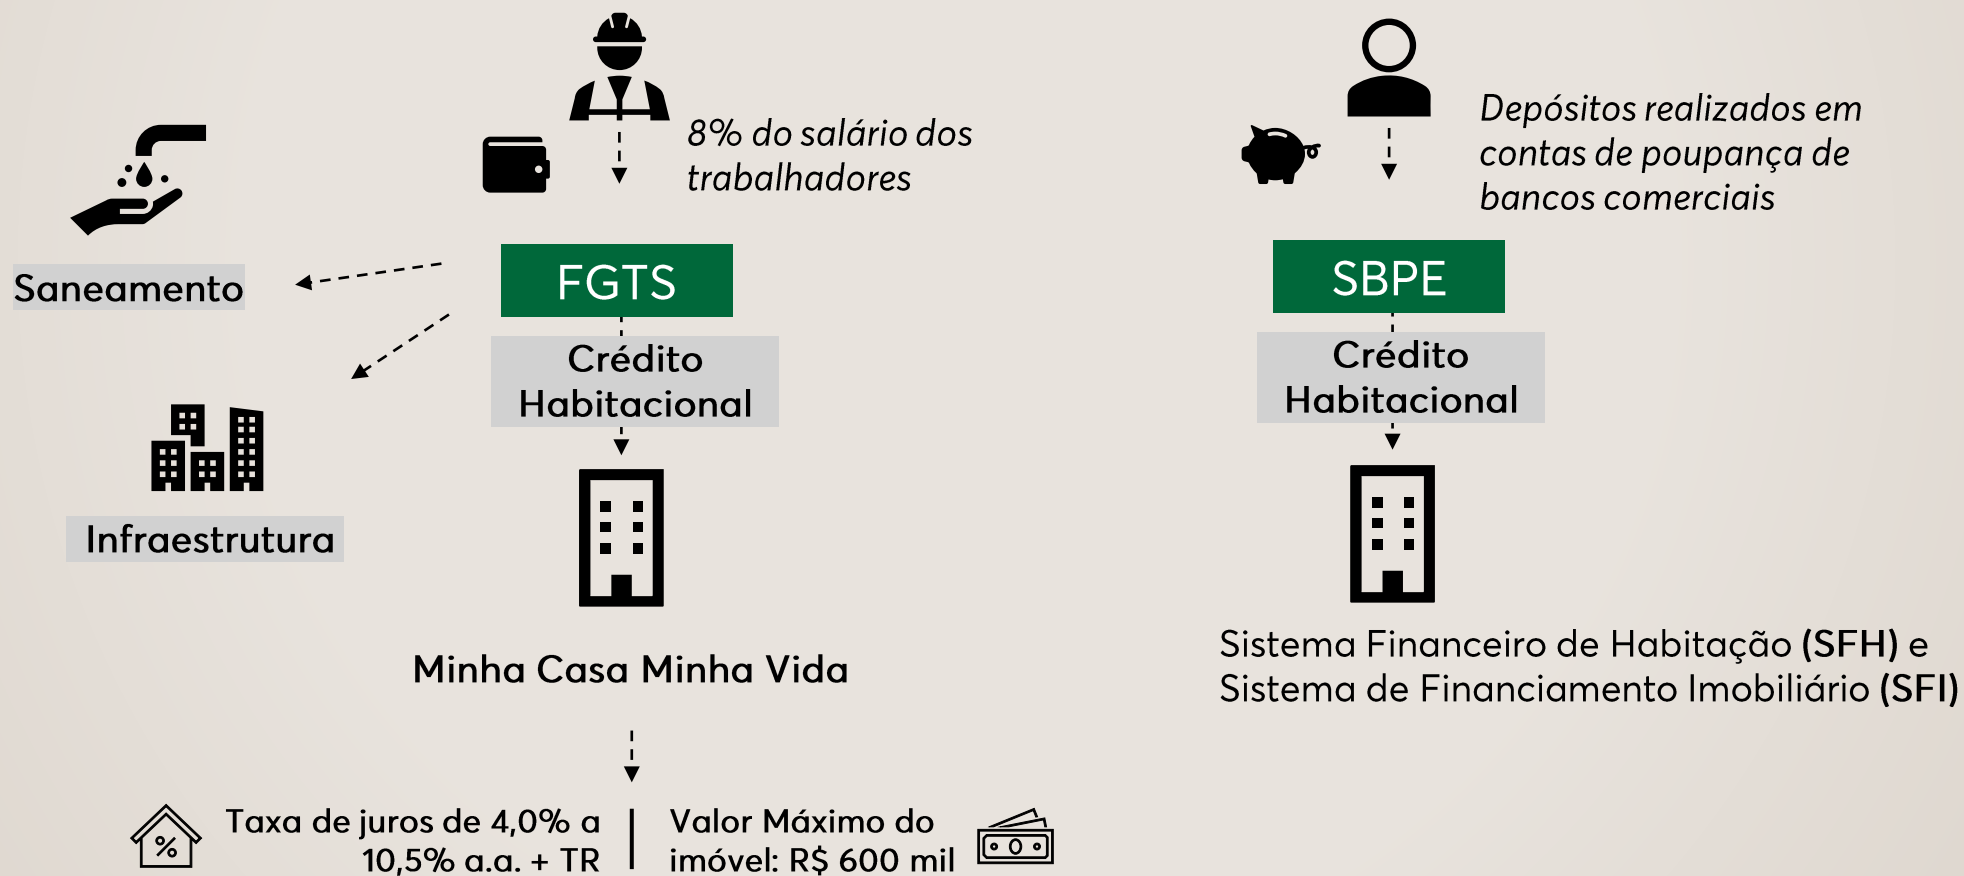 8% do salário dos
trabalhadores
FGTS
Saneamento
Infraestrutura
Crédito
Habitacional
Minha Casa Minha Vida
Taxa de juros de 4,0% a
10,5% a.a. + TR
Valor Máximo do
imóvel: R$ 600 mil
Depósitos realizados em
contas de poupança de
bancos comerciais
SBPE
Crédito
Habitacional
Sistema Financeiro de Habitação (SFH) e
Sistema de Financiamento Imobiliário (SFI)